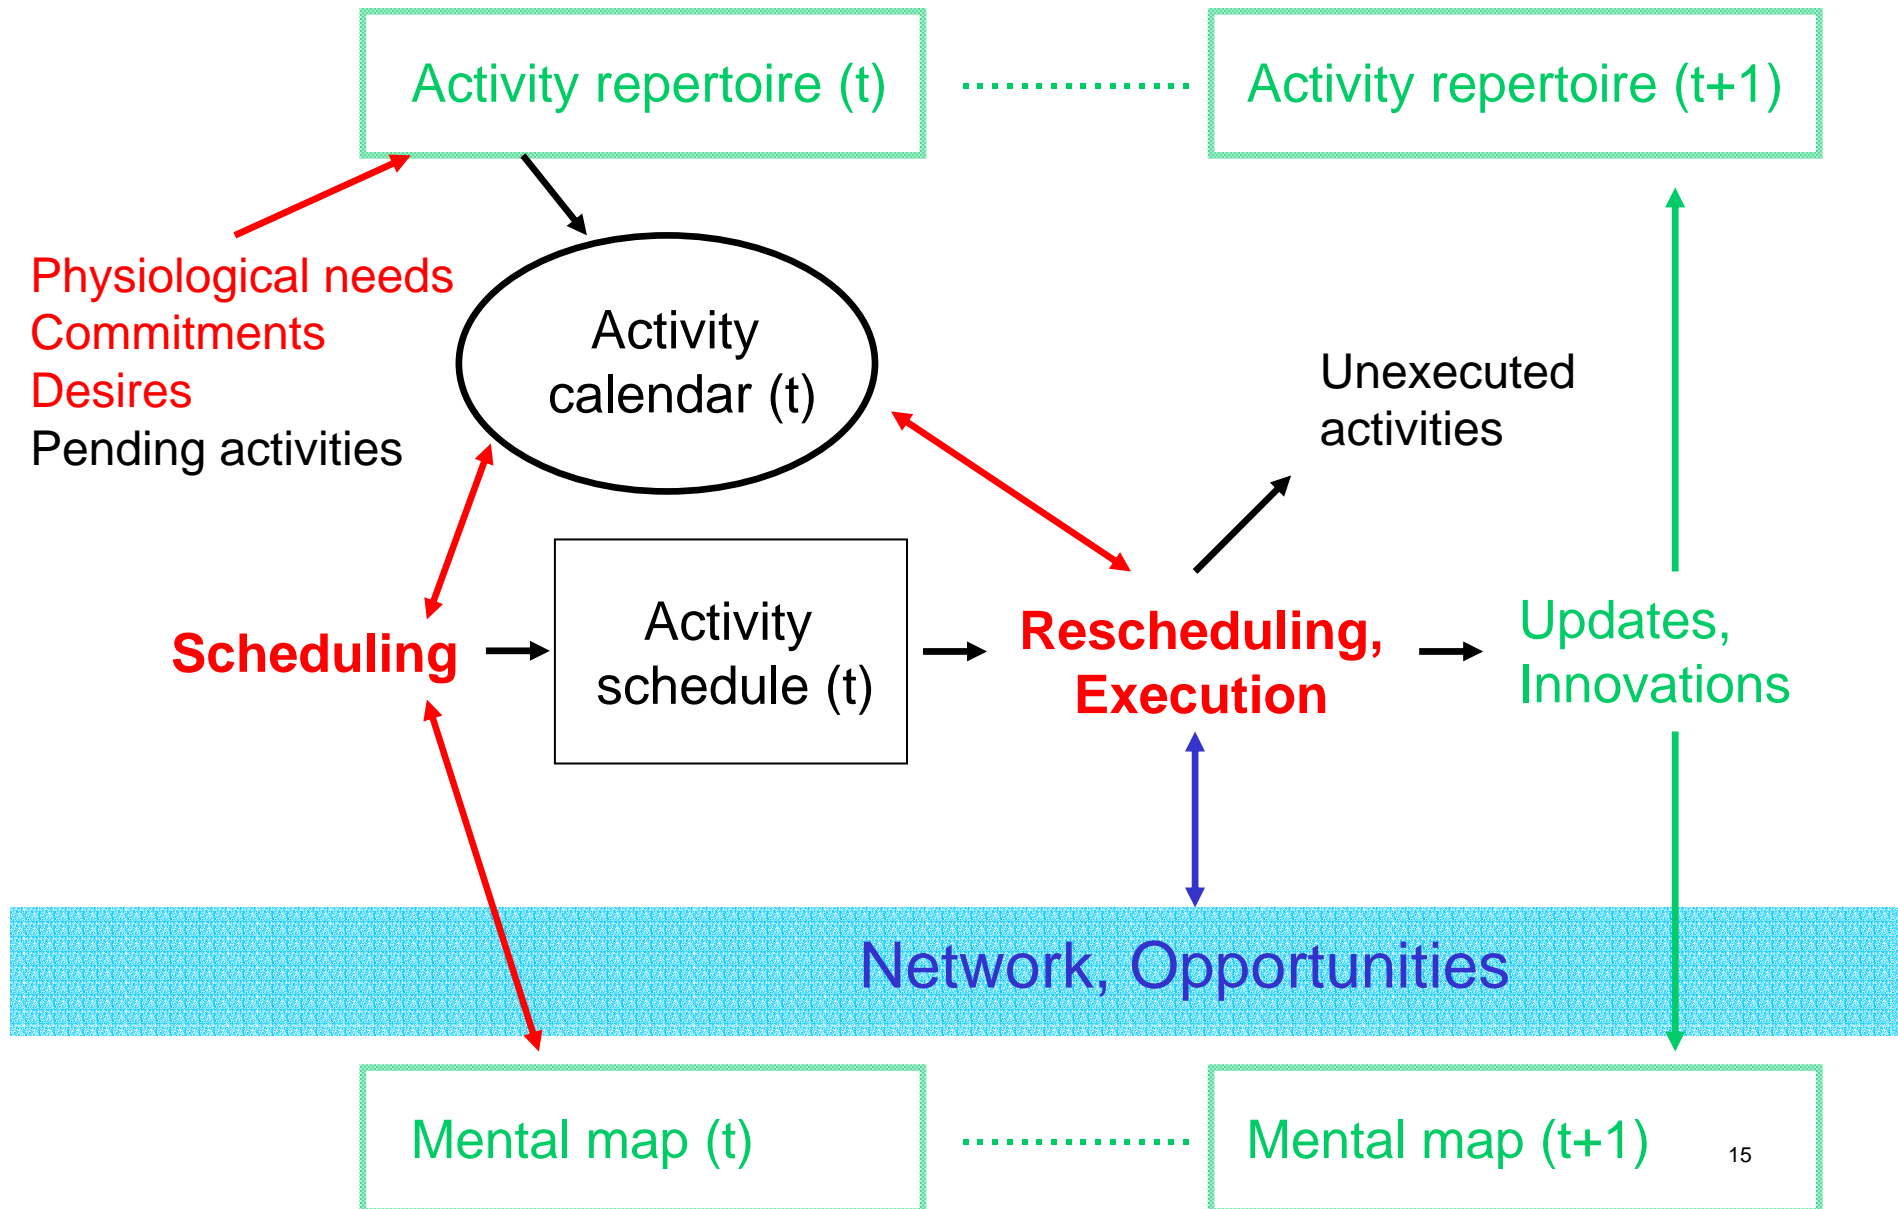 Activity repertoire (t)
Activity repertoire (t+1)
Physiological needs
Commitments
Desires
Pending activities
Activity
calendar (t)
Unexecuted
activities
Scheduling
Activity
schedule (t)
Rescheduling,
Execution
Updates,
Innovations
Network, Opportunities
Mental map (t)
Mental map (t+1)
15